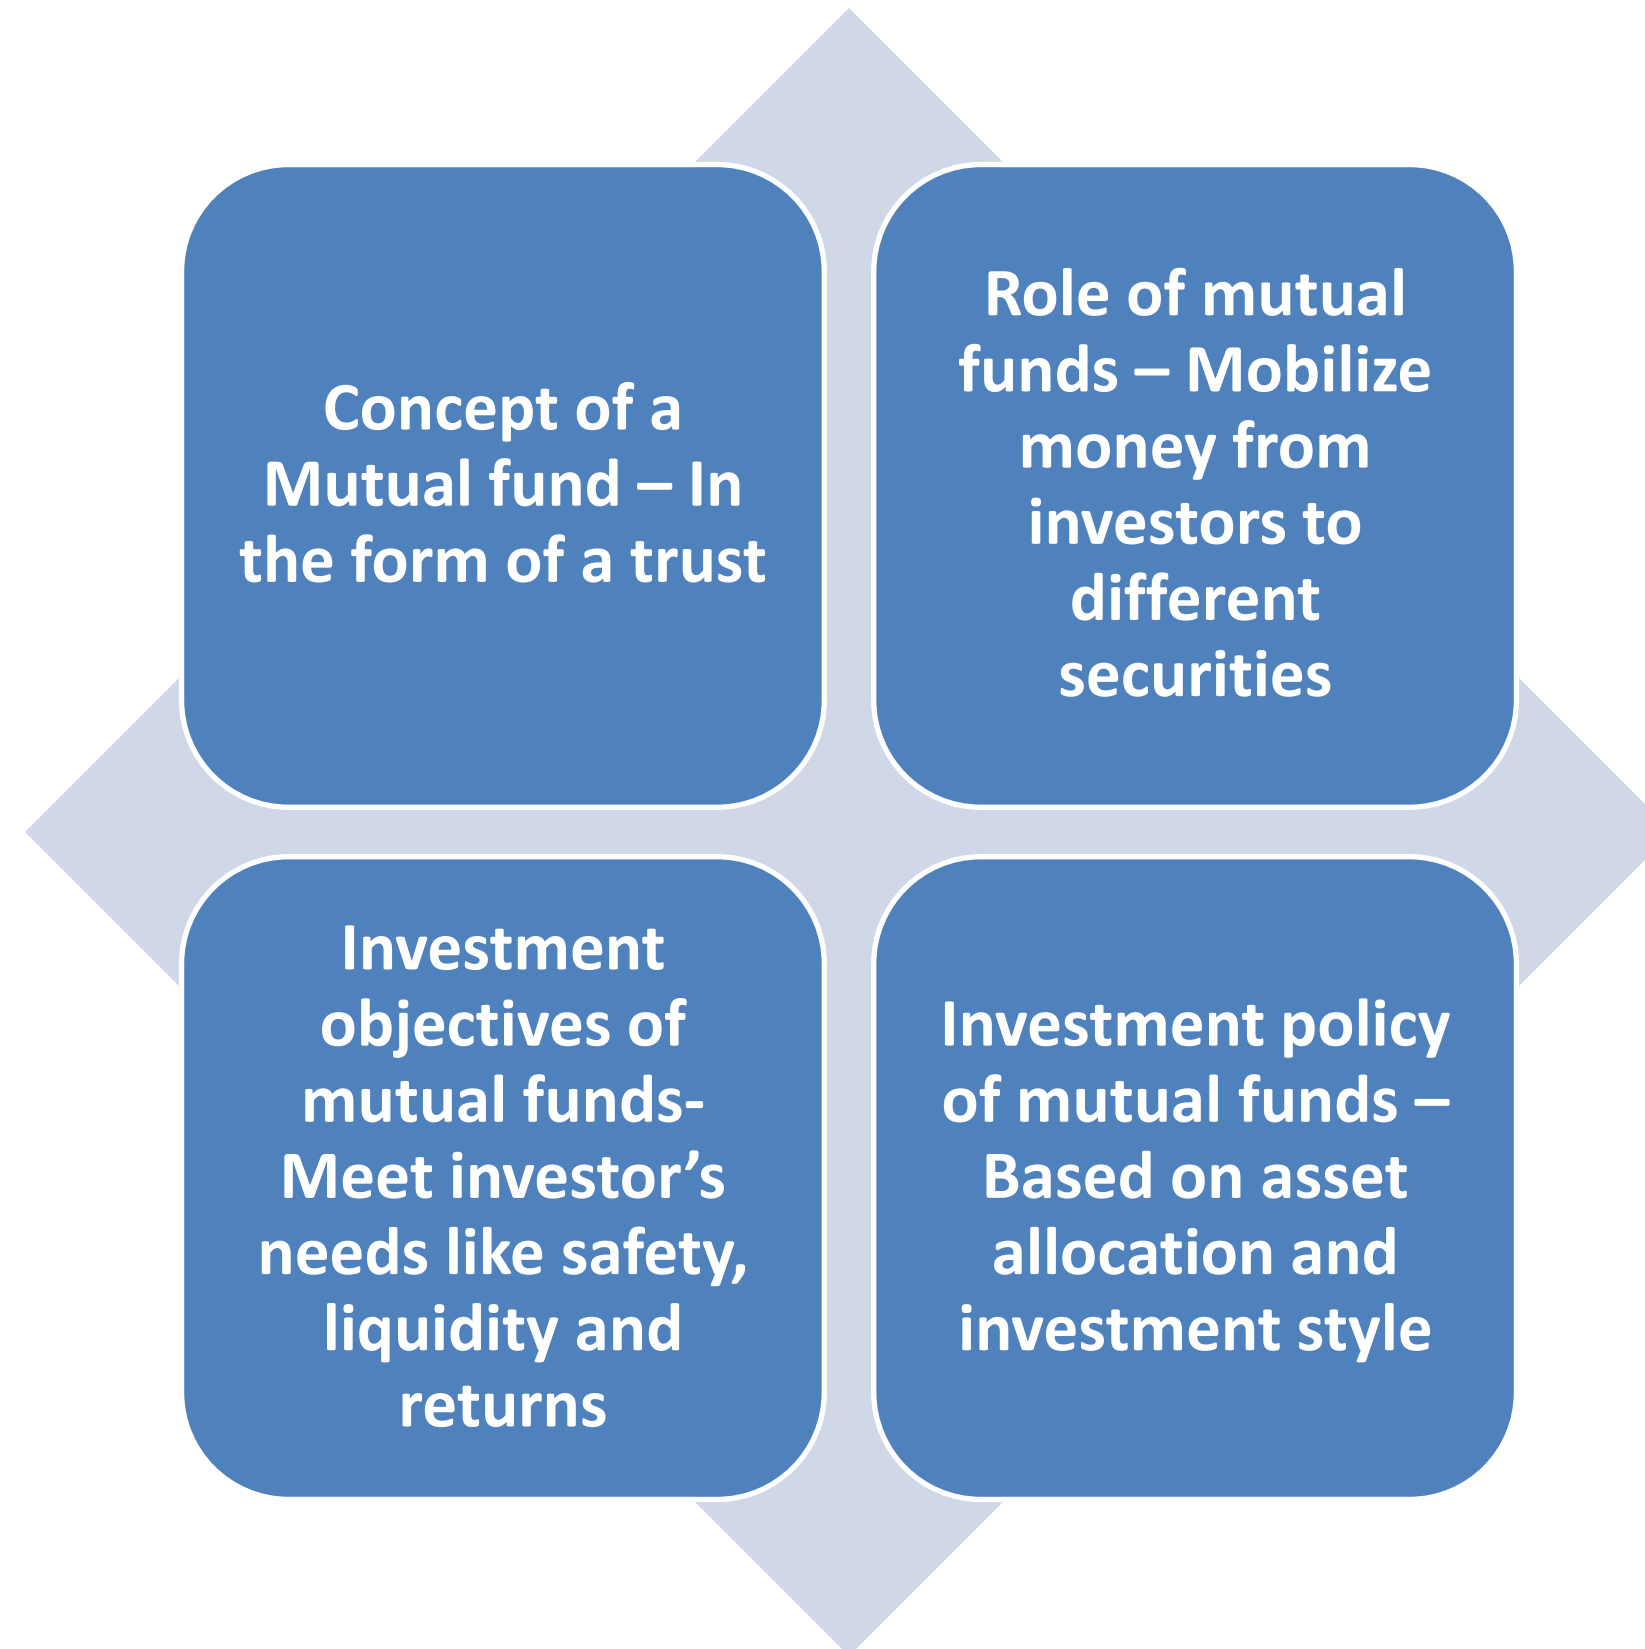 Concept of a
Mutual fund – In
the form of a trust
Role of mutual
funds – Mobilize
money from
investors to
different
securities
Investment
objectives of
mutual funds-
Meet investor’s
needs like safety,
liquidity and
returns
Investment policy
of mutual funds –
Based on asset
allocation and
investment style